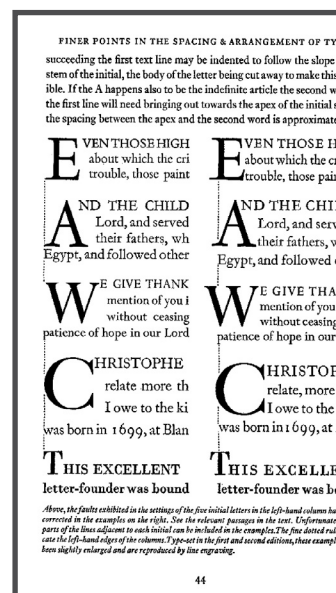 FINER POINTS IN THE SPACING & ARRANGEMENT OF TY
succeeding the first text line may be indented to follow the slope
stem of the initial, the body of the letter being cut away to make this
ible. If the A happens also to be the indefinite article the second w
the first line will need bringing out towards the apex of the initial s
the spacing between the apex and the second word is approximate
EVEN THOSE HIGH
about which the cri
trouble, those paint
AND THE CHILD
Lord, and served
their fathers, wh
Egypt, and followed other
WE GIVE THANK
mention of you i
without ceasing
patience of hope in our Lord
CHRISTOPHE
relate more th
I owe to the ki
was born in 1699, at Blan
THIS EXCELLENT
letter-founder was bound
EVEN THOSE H
about which the cr
trouble, those pain
AND THE CHI
Lord, and serv
their fathers, w
Egypt, and followed
WE GIVE THA
mention of you
without ceasing
patience of hope in our
CHRISTOP
relate, more
I owe to the
was born in 1699, at
THIS EXCELLE
letter-founder was b
Above, the faults exhibited in the settings of the five initial letters in the left-hand column ha
corrected in the examples on the right. See the relevant passages in the text. Unfortunate
parts of the lines adjacent to each initial can be included in the examples. The fine dotted rul
cate the left-hand edges of the columns. Type-set in the first and second editions, these exampl
been slightly enlarged and are reproduced by line engraving.
44